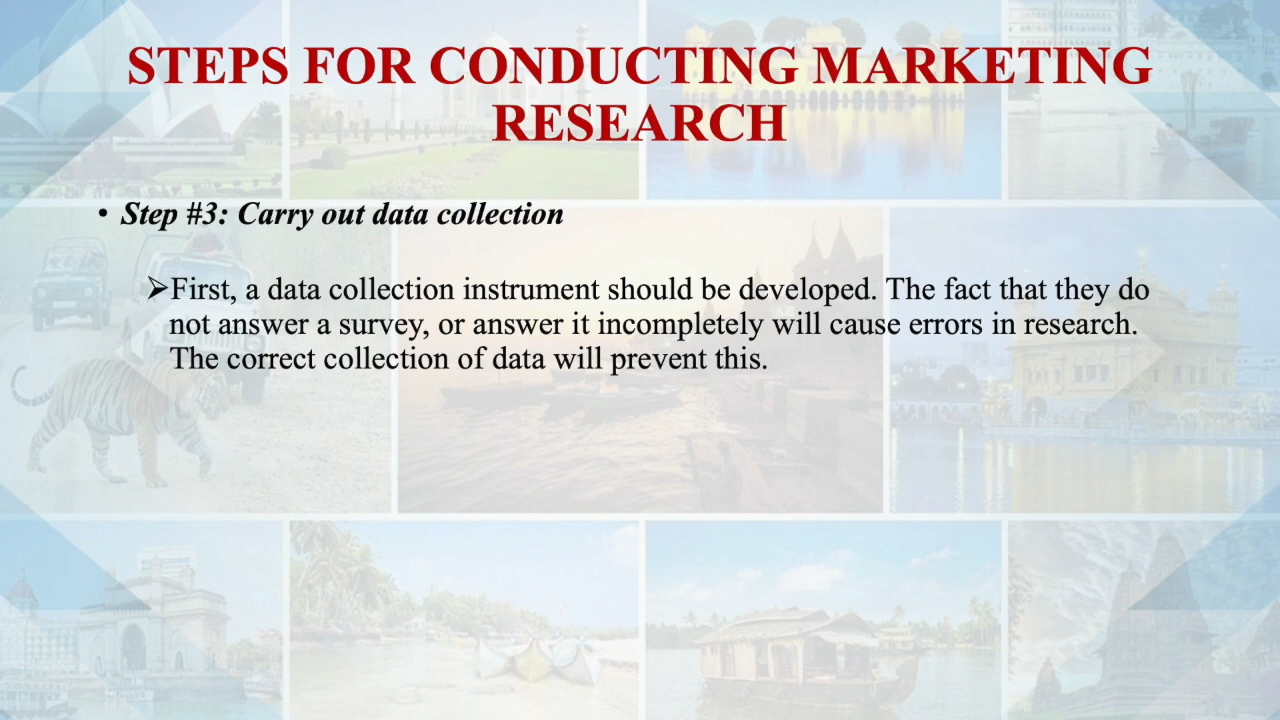 STEPS FOR CONDUCTING MARKETING
RESEARCH
• Step #3: Carry out data collection
➢First, a data collection instrument should be developed. The fact that they do
not answer a survey, or answer it incompletely will cause errors in research.
The correct collection of data will prevent this.